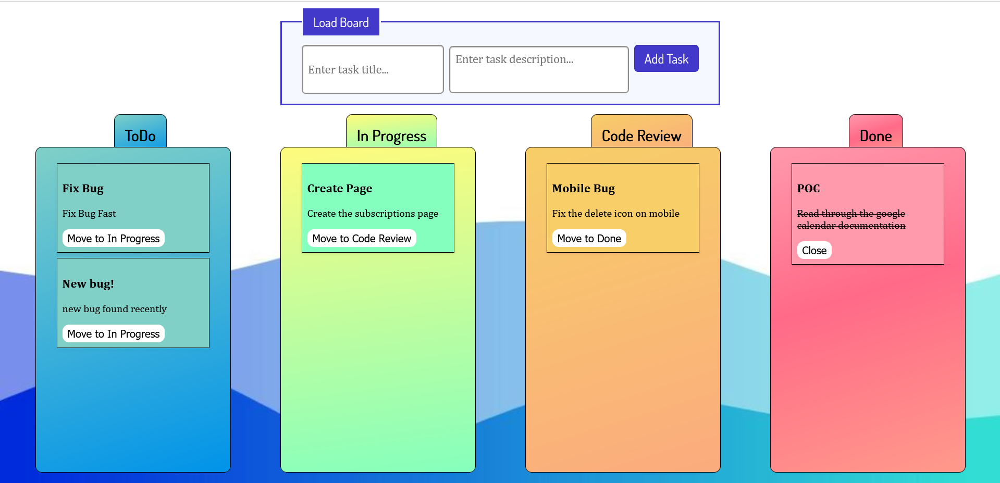 Load Board
Enter task title...
Enter task description...
Add Task
ToDo
Fix Bug
Fix Bug Fast
Move to In Progress
New bug!
new bug found recently
Move to In Progress
In Progress
Create Page
Create the subscriptions page
Move to Code Review
Code Review
Mobile Bug
Fix the delete icon on mobile
Move to Done
Done
POC
Read through the google
calendar documentation
Close